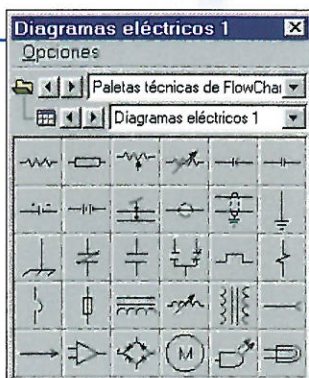 Diagramas eléctricos 1
Opciones
Paletas técnicas de FlowChar
Diagramas eléctricos 1
M